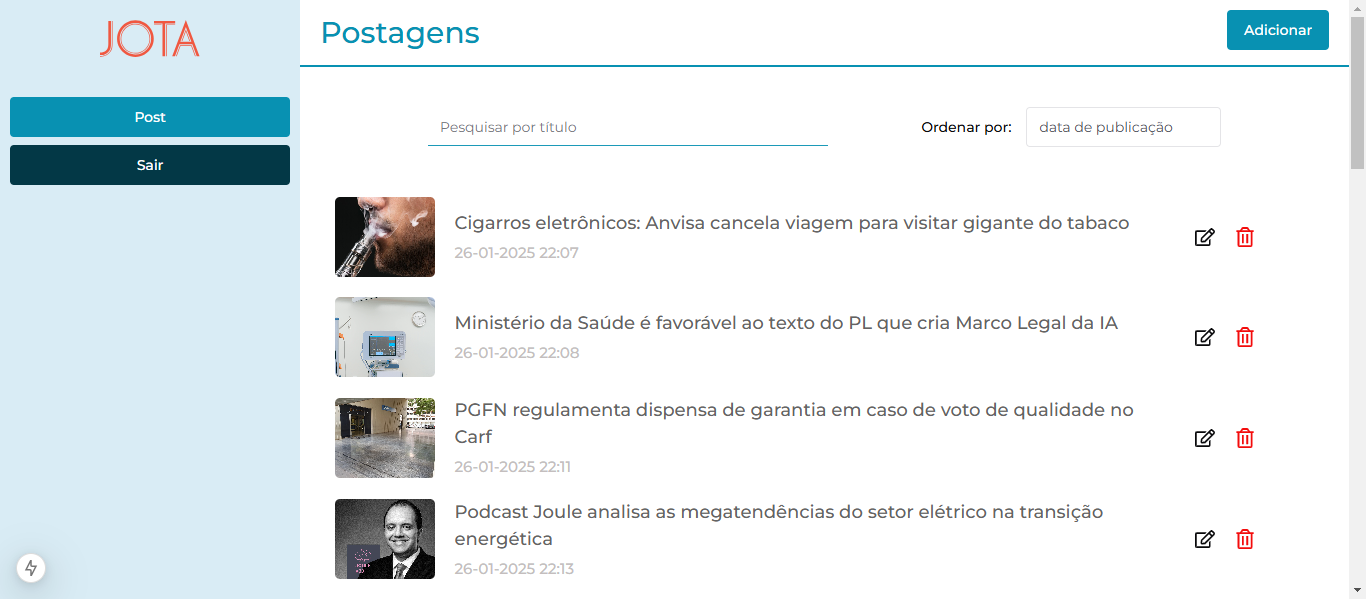 JOTA
Post
Sair
Postagens
Adicionar
Pesquisar por título
Ordenar por:
data de publicação
Cigarros eletrônicos: Anvisa cancela viagem para visitar gigante do tabaco
26-01-2025 22:07
Ministério da Saúde é favorável ao texto do PL que cria Marco Legal da IA
26-01-2025 22:08
PGFN regulamenta dispensa de garantia em caso de voto de qualidade no
Carf
26-01-2025 22:11
Podcast Joule analisa as megatendências do setor elétrico na transição
energética
26-01-2025 22:13